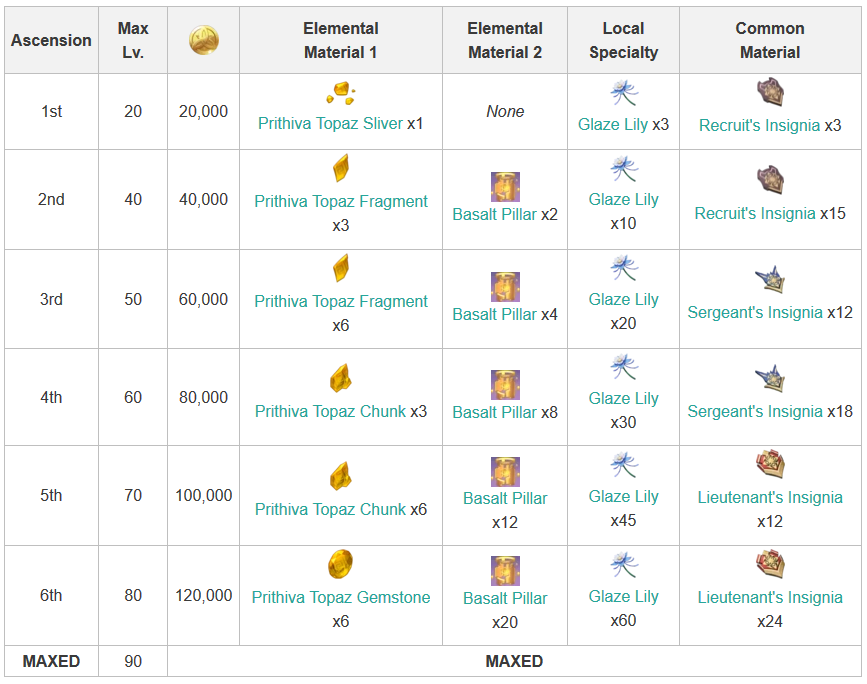 Ascension Max Lv. Elemental Material 1 Elemental Material 2 Local Specialty Common Material
1st 20 20,000 Prithiva Topaz Sliver x1 None Glaze Lily x3 Recruit's Insignia x3
2nd 40 40,000 Prithiva Topaz Fragment x3 Basalt Pillar x2 Glaze Lily x10 Recruit's Insignia x15
3rd 50 60,000 Prithiva Topaz Fragment x6 Basalt Pillar x4 Glaze Lily x20 Sergeant's Insignia x12
4th 60 80,000 Prithiva Topaz Chunk x3 Basalt Pillar x8 Glaze Lily x30 Sergeant's Insignia x18
5th 70 100,000 Prithiva Topaz Chunk x6 Basalt Pillar x12 Glaze Lily x45 Lieutenant's Insignia x12
6th 80 120,000 Prithiva Topaz Gemstone x6 Basalt Pillar x20 Glaze Lily x60 Lieutenant's Insignia x24
MAXED 90 MAXED